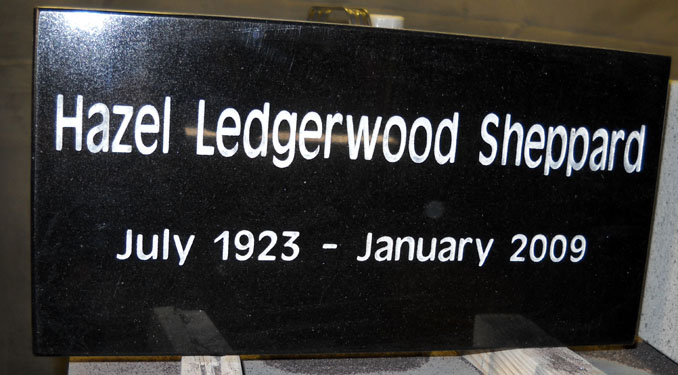 Hazel Ledgerwood Sheppard
July 1923 - January 2009